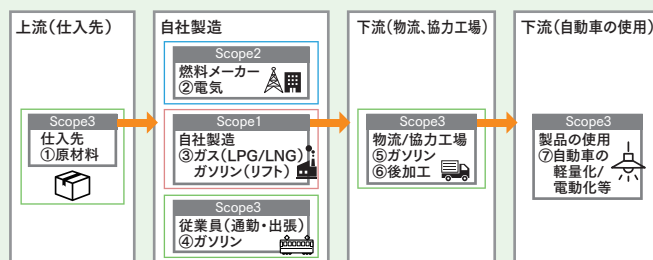 上流(仕入先)
Scope3
仕入先
①原材料
自社製造
Scope2
燃料メーカー
②電気
Scope1
自社製造
③ガス(LPG/LNG)
ガソリン(リフト)
Scope3
従業員(通勤・出張)
④ガソリン
下流(物流、協力工場)
Scope3
物流/協力工場
⑤ガソリン
⑥後加工
下流(自動車の使用)
Scope3
製品の使用
⑦自動車の
軽量化/
電動化等